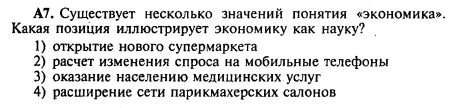 А7. Существует несколько значений понятия «экономика».
Какая позиция иллюстрирует экономику как науку?
1) открытие нового супермаркета
2) расчет изменения спроса на мобильные телефоны
3) оказание населению медицинских услуг
4) расширение сети парикмахерских салонов